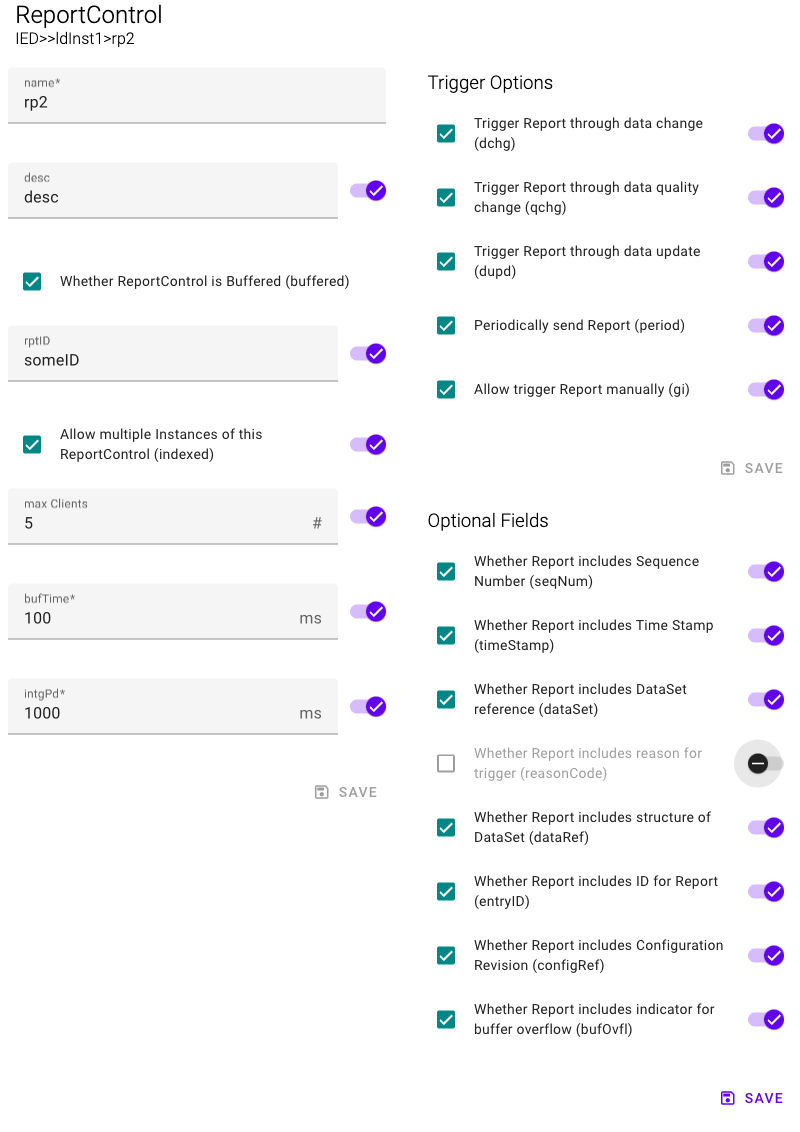 ReportControl
IED>>ldInst1>rp2
name*
rp2
desc
desc
Whether ReportControl is Buffered (buffered)
rptID
someID
Allow multiple Instances of this
ReportControl (indexed)
max Clients
5 #
bufTime*
100 ms
intgPd*
1000 ms
SAVE
Trigger Options
Trigger Report through data change
(dchg)
Trigger Report through data quality
change (qchg)
Trigger Report through data update
(dupd)
Periodically send Report (period)
Allow trigger Report manually (gi)
SAVE
Optional Fields
Whether Report includes Sequence
Number (seqNum)
Whether Report includes Time Stamp
(timeStamp)
Whether Report includes DataSet
reference (dataSet)
Whether Report includes reason for
trigger (reasonCode)
Whether Report includes structure of
DataSet (dataRef)
Whether Report includes ID for Report
(entryID)
Whether Report includes Configuration
Revision (configRef)
Whether Report includes indicator for
buffer overflow (bufOvfl)
SAVE